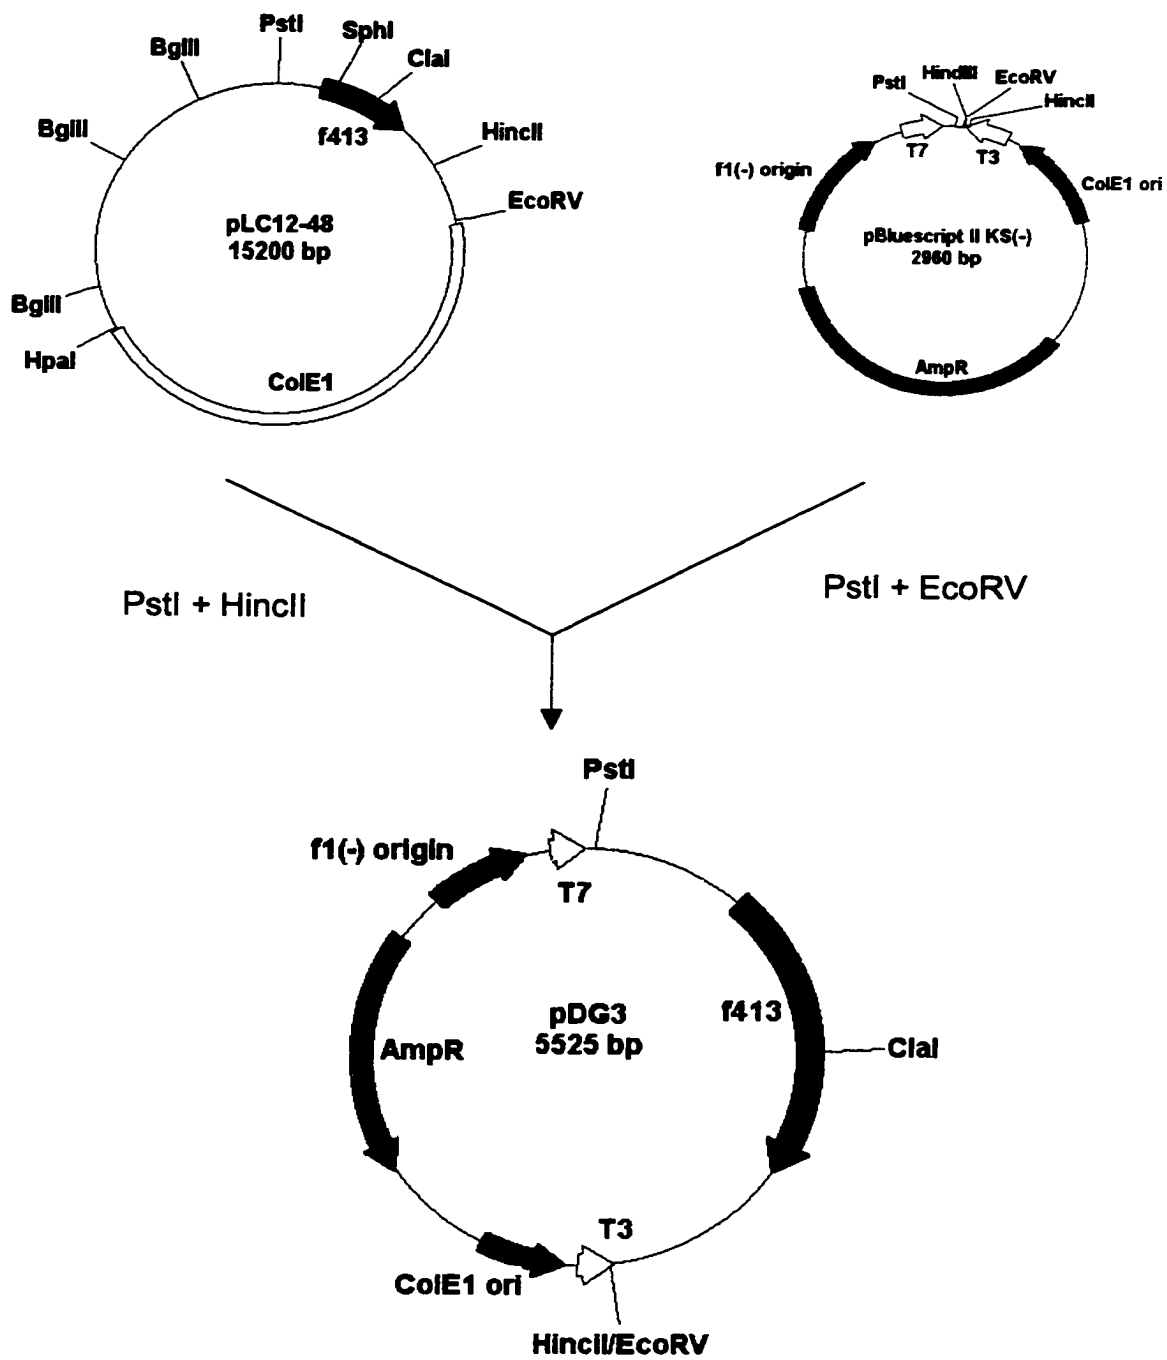 PstI
SphI
ClaI
BglII
BglII
f413
HincII
EcoRV
pLC12-48
15200 bp
BglII
HpaI
ColE1
HindIII
EcoRV
PstI
HincII
T7
T3
f1(-) origin
ColE1 ori
pBluescript II KS(-)
2960 bp
AmpR
PstI + HincII
PstI + EcoRV
PstI
f1(-) origin
T7
pDG3
5525 bp
f413
AmpR
ClaI
T3
ColE1 ori
HincII/EcoRV